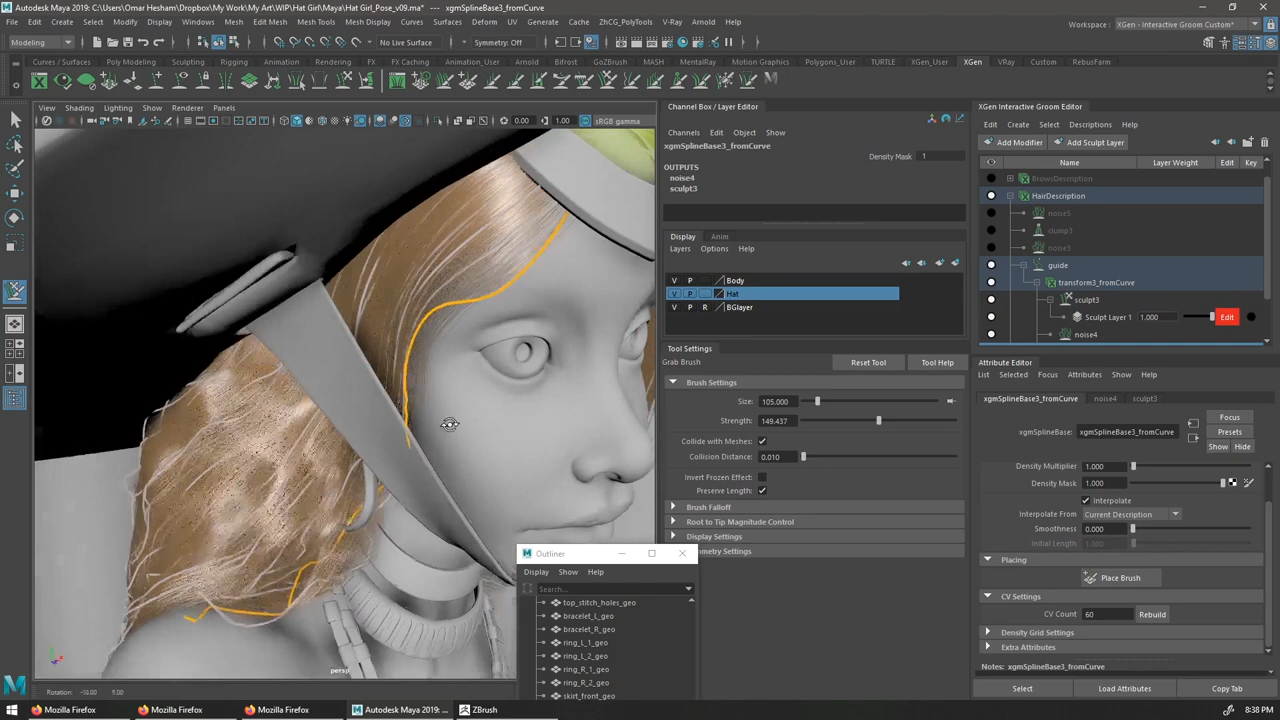 Autodesk Maya 2019: C:\Users\Omar Hesham\Dropbox\My Work\My Art\WIP\Hat Girl\Maya\Hat Girl_Pose_v09.ma* --- xgmSplineBase3_fromCurve
File Edit Create Select Modify Display Windows Mesh Edit Mesh Mesh Tools Mesh Display Curves Surfaces Deform UV Generate Cache ZhCG_PolyTools V-Ray Arnold Help
Workspace : XGen - Interactive Groom Custom*
Modeling No Live Surface Symmetry: Off
Curves / Surfaces Poly Modeling Sculpting Rigging Animation Rendering FX FX Caching Animation_User Arnold Bifrost GoZBrush MASH MentalRay Motion Graphics Polygons_User TURTLE XGen_User XGen VRay Custom RebusFarm
View Shading Lighting Show Renderer Panels
0.00 1.00 sRGB gamma
persp
Rotation: -10.00 9.00
Channel Box / Layer Editor
Channels Edit Object Show
xgmSplineBase3_fromCurve
Density Mask 1
OUTPUTS
noise4
sculpt3
Display Anim
Layers Options Help
V P Body
V P Hat
V P R BGlayer
Tool Settings
Grab Brush Reset Tool Tool Help
Brush Settings
Size: 105.000
Strength: 149.437
Collide with Meshes:
Collision Distance: 0.010
Invert Frozen Effect:
Preserve Length:
Brush Falloff
Root to Tip Magnitude Control
Display Settings
mmetry Settings
Outliner
Display Show Help
Search...
top_stitch_holes_geo
bracelet_L_geo
bracelet_R_geo
ring_L_1_geo
ring_L_2_geo
ring_R_1_geo
ring_R_2_geo
skirt_front_geo
XGen Interactive Groom Editor
Edit Create Select Descriptions Help
Add Modifier Add Sculpt Layer
Name Layer Weight Edit Key
BrowsDescription
HairDescription
noise5
clump3
noise3
guide
transform3_fromCurve
sculpt3
Sculpt Layer 1 1.000 Edit
noise4
Attribute Editor
List Selected Focus Attributes Show Help
xgmSplineBase3_fromCurve noise4 sculpt3
Focus
xgmSplineBase: xgmSplineBase3_fromCurve Presets
Show Hide
Density Multiplier 1.000
Density Mask 1.000
Interpolate
Interpolate From Current Description
Smoothness 0.000
Initial Length 1.000
Placing
Place Brush
CV Settings
CV Count 60 Rebuild
Density Grid Settings
Extra Attributes
Notes: xgmSplineBase3_fromCurve
Select Load Attributes Copy Tab
Mozilla Firefox Mozilla Firefox Mozilla Firefox Autodesk Maya 2019: ... ZBrush 8:38 PM